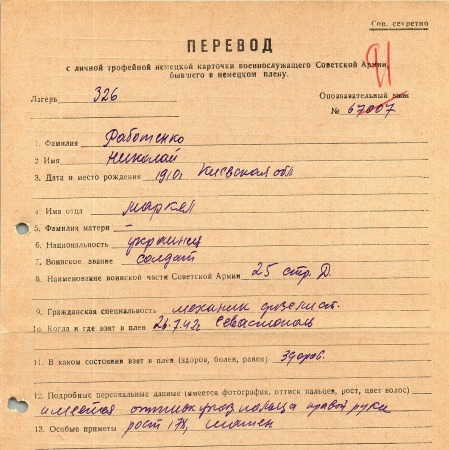 Сов. секретно
ПЕРЕВОД
с личной трофейной немецкой карточки военнослужащего Советской Армии,
бывшего в немецком плену.
Лагерь 326
Опознавательный знак
№ 67007
1. Фамилия Работенко
2 Имя Николай
3. Дата и место рождения 1910, Киевская обл
4. Имя отца Маркел
5. Фамилия матери —
6. Национальность украинец
7. Воинское звание солдат
8. Наименование воинской части Советской Армии 25 стр. Д.
9. Гражданская специальность механик
10. Когда и где взят в плен 26.7.42г. Севастополь
11. В каком состоянии взят в плен (здоров, болен, ранен) здоров.
12. Подробные персональные данные (имеется фотография, оттиск пальцев, рост, цвет волос)
имеется оттиск указ пальца правой руки
13. Особые приметы рост 178,